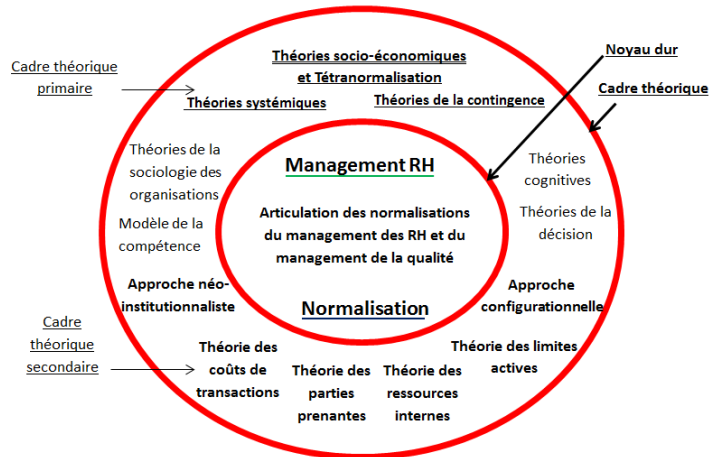 Noyau dur
Théories socio-économiques
et Tétranormalisation
Cadre théorique
primaire
Cadre théorique
Théories systémiques
Théories de la contingence
Théories de la
sociologie des
organisations
Management RH
Théories
cognitives
Modèle de la
compétence
Articulation des normalisations
du management des RH et du
management de la qualité
Théories de la
décision
Approche néo-
institutionnaliste
Normalisation
Approche
configurationnelle
Cadre
théorique
secondaire
Théorie des
coûts de
transactions
Théorie des
parties
prenantes
Théorie des
ressources
internes
Théorie des limites
actives